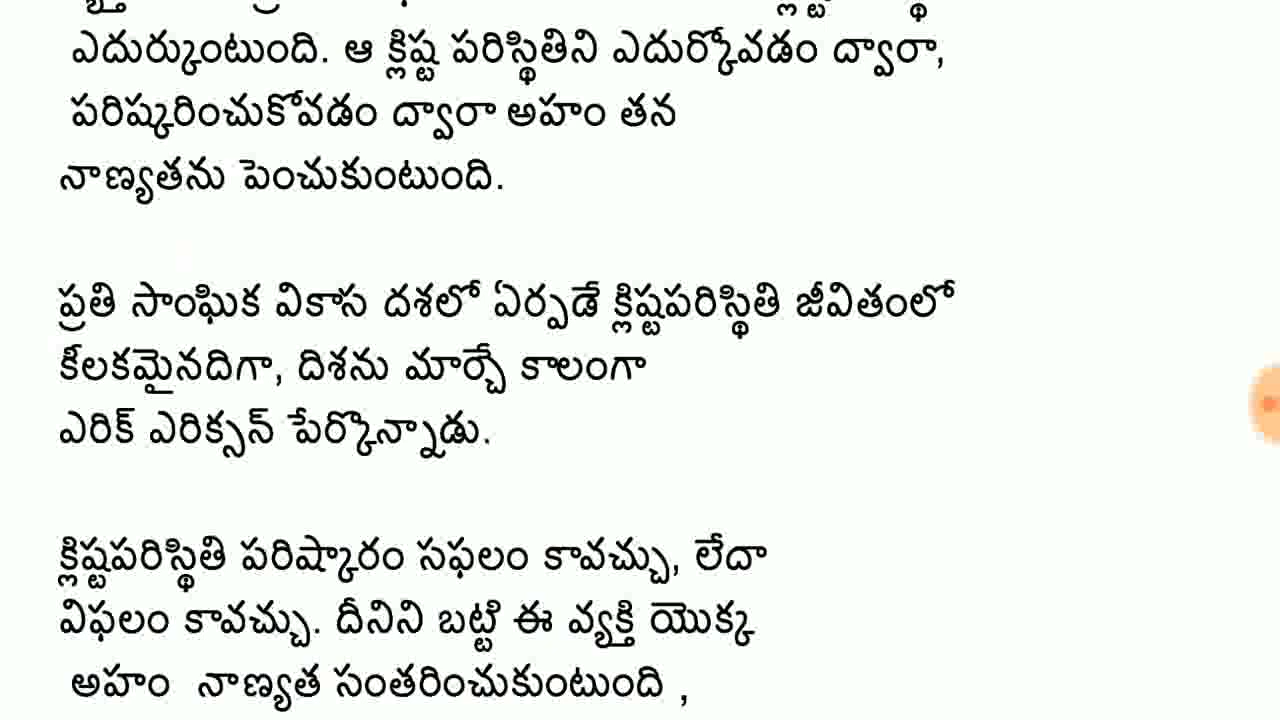 ఎదుర్కుంటుంది. ఆ క్లిష్ట పరిస్థితిని ఎదుర్కోవడం ద్వారా,
పరిష్కరించుకోవడం ద్వారా అహం తన
నాణ్యతను పెంచుకుంటుంది.
ప్రతి సాంఘిక వికాస దశలో ఏర్పడే క్లిష్టపరిస్థితి జీవితంలో
కీలకమైనదిగా, దిశను మార్చే కాలంగా
ఎరిక్ ఎరిక్సన్ పేర్కొన్నాడు.
క్లిష్టపరిస్థితి పరిష్కారం సఫలం కావచ్చు, లేదా
విఫలం కావచ్చు. దీనిని బట్టి ఈ వ్యక్తి యొక్క
అహం నాణ్యత సంతరించుకుంటుంది ,